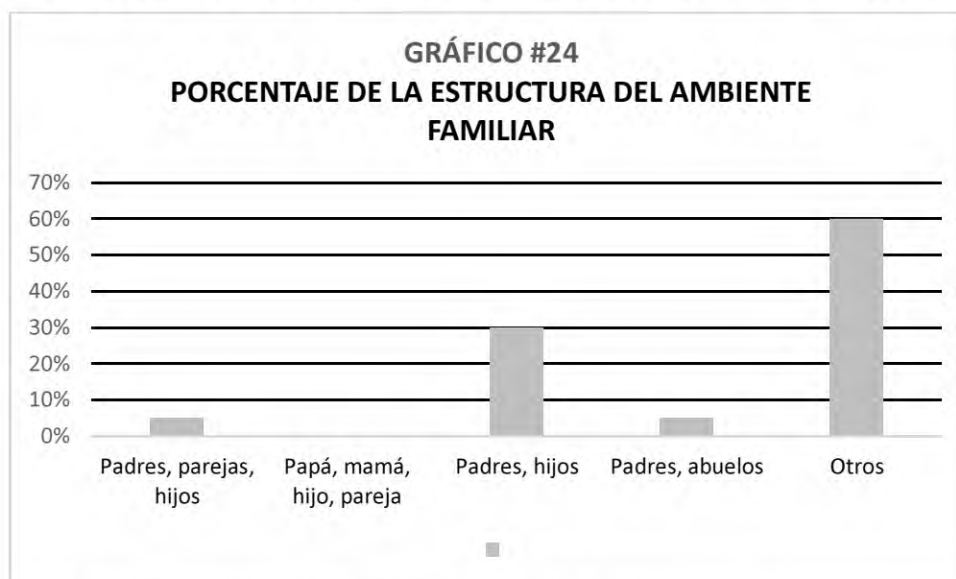 GRÁFICO #24
PORCENTAJE DE LA ESTRUCTURA DEL AMBIENTE
FAMILIAR
70%
60%
50%
40%
30%
20%
10%
0%
Padres, parejas,
hijos
Papá, mamá,
hijo, pareja
Padres, hijos
Padres, abuelos
Otros